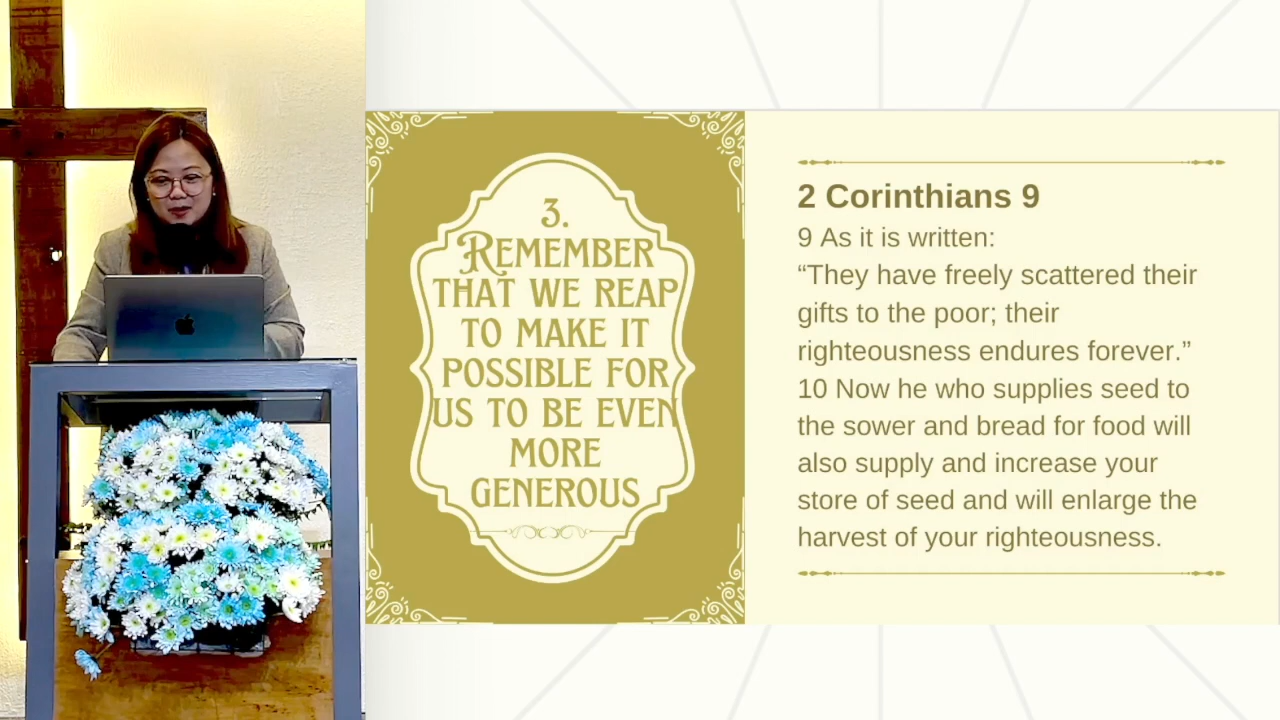 3.
REMEMBER
THAT WE REAP
TO MAKE IT
POSSIBLE FOR
US TO BE EVEN
MORE
GENEROUS
2 Corinthians 9
9 As it is written:
“They have freely scattered their
gifts to the poor; their
righteousness endures forever.”
10 Now he who supplies seed to
the sower and bread for food will
also supply and increase your
store of seed and will enlarge the
harvest of your righteousness.